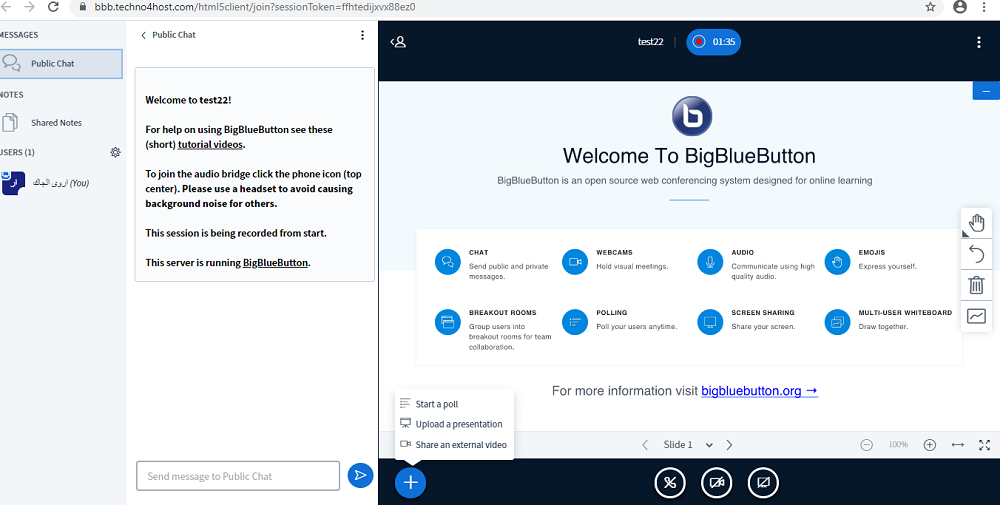 bbb.techno4host.com/html5client/join?sessionToken=ffhtedijxvx88ez0
MESSAGES
Public Chat
NOTES
Shared Notes
USERS (1)
ار
اروى الجاك (You)
Public Chat
Welcome to test22!
For help on using BigBlueButton see these
(short) tutorial videos.
To join the audio bridge click the phone icon (top
center). Please use a headset to avoid causing
background noise for others.
This session is being recorded from start.
This server is running BigBlueButton.
Send message to Public Chat
test22
01:35
b
Welcome To BigBlueButton
BigBlueButton is an open source web conferencing system designed for online learning
CHAT
Send public and private
messages.
WEBCAMS
Hold visual meetings.
AUDIO
Communicate using high
quality audio.
EMOJIS
Express yourself.
BREAKOUT ROOMS
Group users into
breakout rooms for team
collaboration.
POLLING
Poll your users anytime.
SCREEN SHARING
Share your screen.
MULTI-USER WHITEBOARD
Draw together.
For more information visit bigbluebutton.org →
Start a poll
Upload a presentation
Share an external video
Slide 1
100%